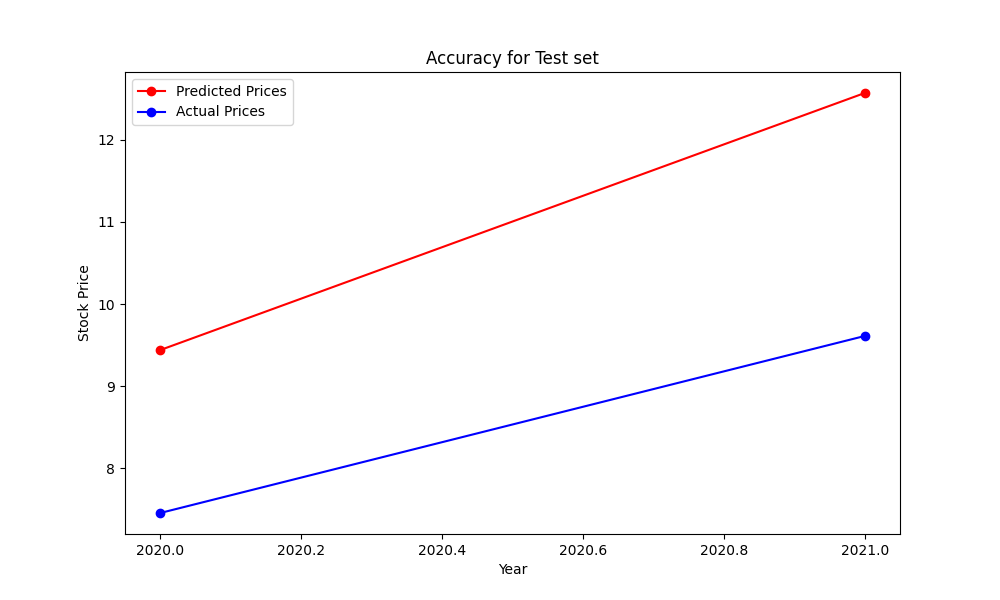 Accuracy for Test set
Predicted Prices
Actual Prices
Stock Price
12
11
10
9
8
2020.0
2020.2
2020.4
2020.6
2020.8
2021.0
Year